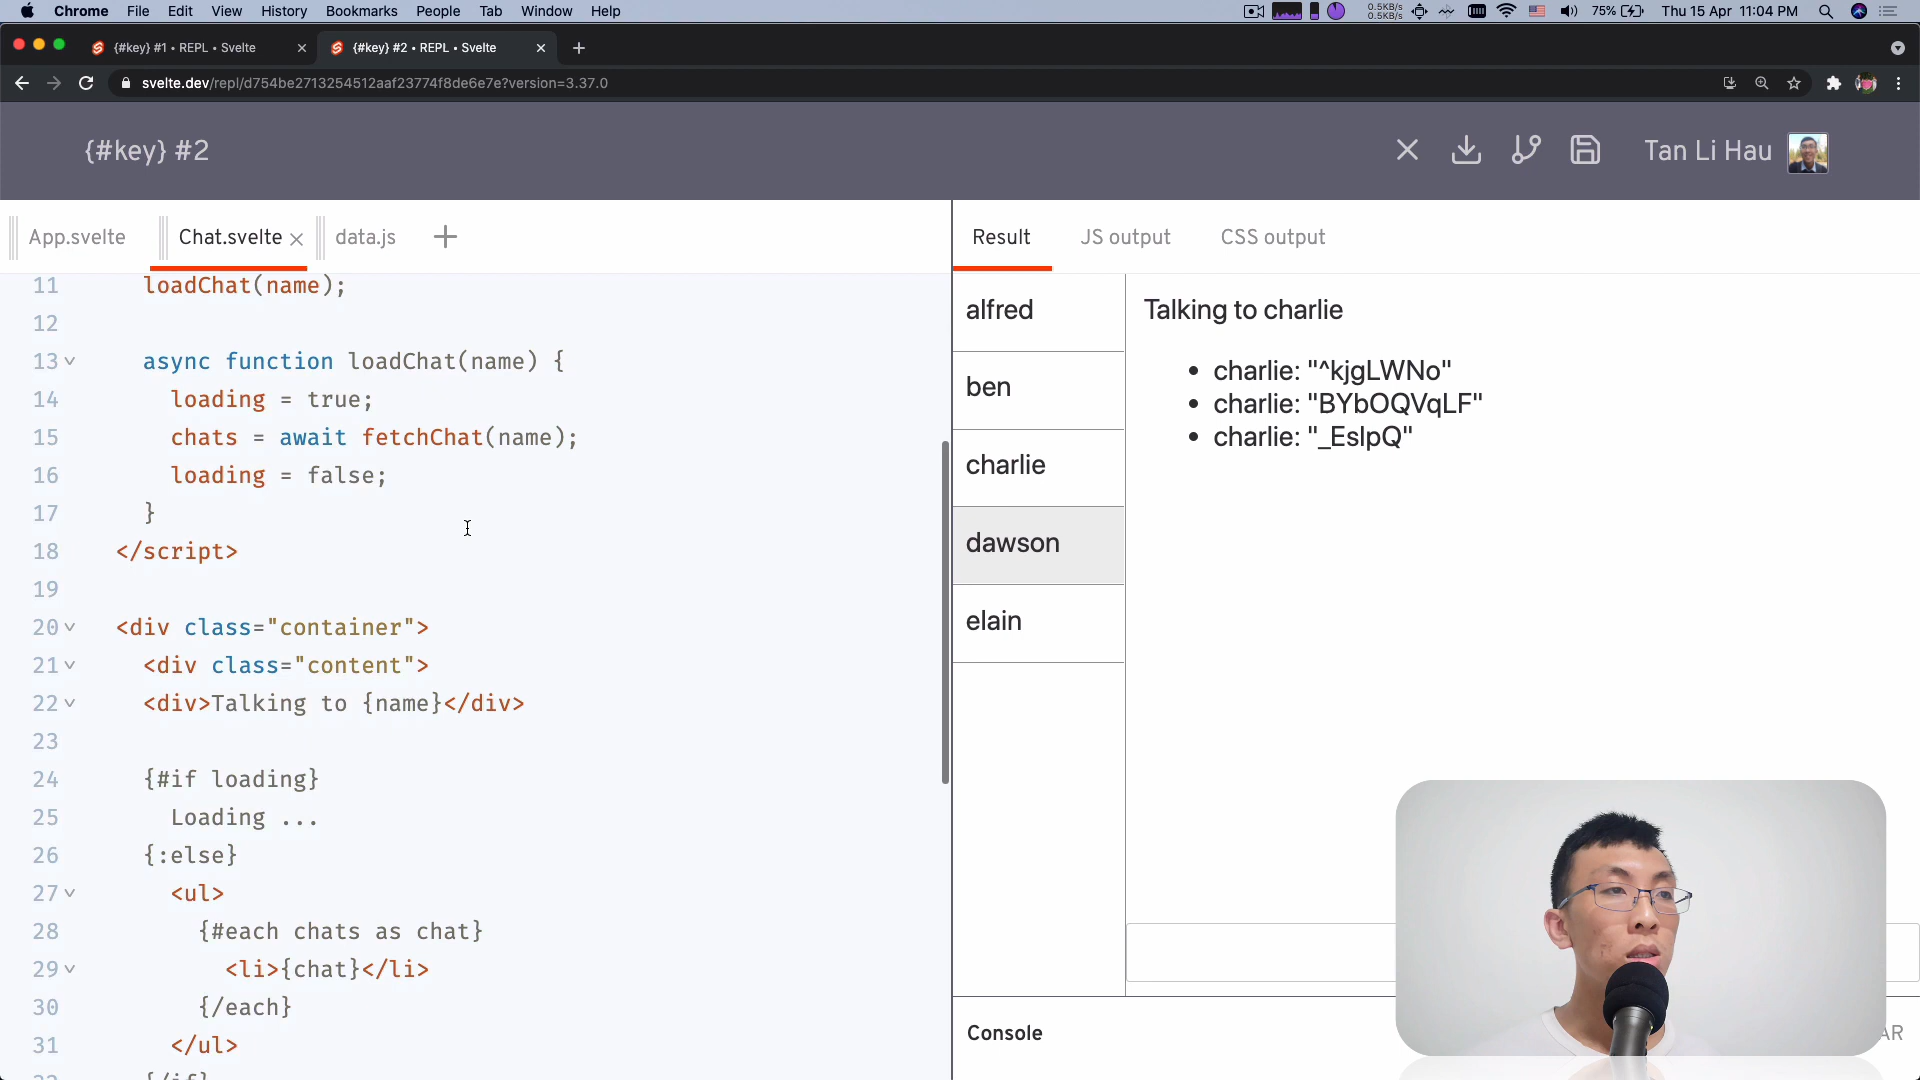 Chrome File Edit View History Bookmarks People Tab Window Help
0.5KB/s
0.5KB/s
75%
Thu 15 Apr 11:04 PM
{#key} #1 • REPL • Svelte
{#key} #2 • REPL • Svelte
svelte.dev/repl/d754be2713254512aaf23774f8de6e7e?version=3.37.0
{#key} #2
Tan Li Hau
App.svelte
Chat.svelte
data.js
Result
JS output
CSS output
11 loadChat(name);
12
13 async function loadChat(name) {
14 loading = true;
15 chats = await fetchChat(name);
16 loading = false;
17 }
18 </script>
19
20 <div class="container">
21 <div class="content">
22 <div>Talking to {name}</div>
23
24 {#if loading}
25 Loading ...
26 {:else}
27 <ul>
28 {#each chats as chat}
29 <li>{chat}</li>
30 {/each}
31 </ul>
alfred
ben
charlie
dawson
elain
Talking to charlie
• charlie: "^kjgLWNo"
• charlie: "BYbOQVqLF"
• charlie: "_EslpQ"
Console